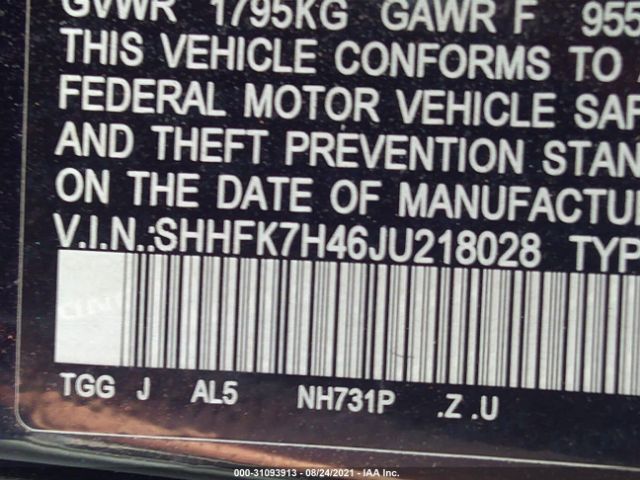 GVWR 1795KG GAWR F 955
THIS VEHICLE CONFORMS TO
FEDERAL MOTOR VEHICLE SAF
AND THEFT PREVENTION STAN
ON THE DATE OF MANUFACTU
V.I.N.:SHHFK7H46JU218028 TYP
TGG J AL5 NH731P .Z .U
000-31093913 - 08/24/2021 - IAA Inc.